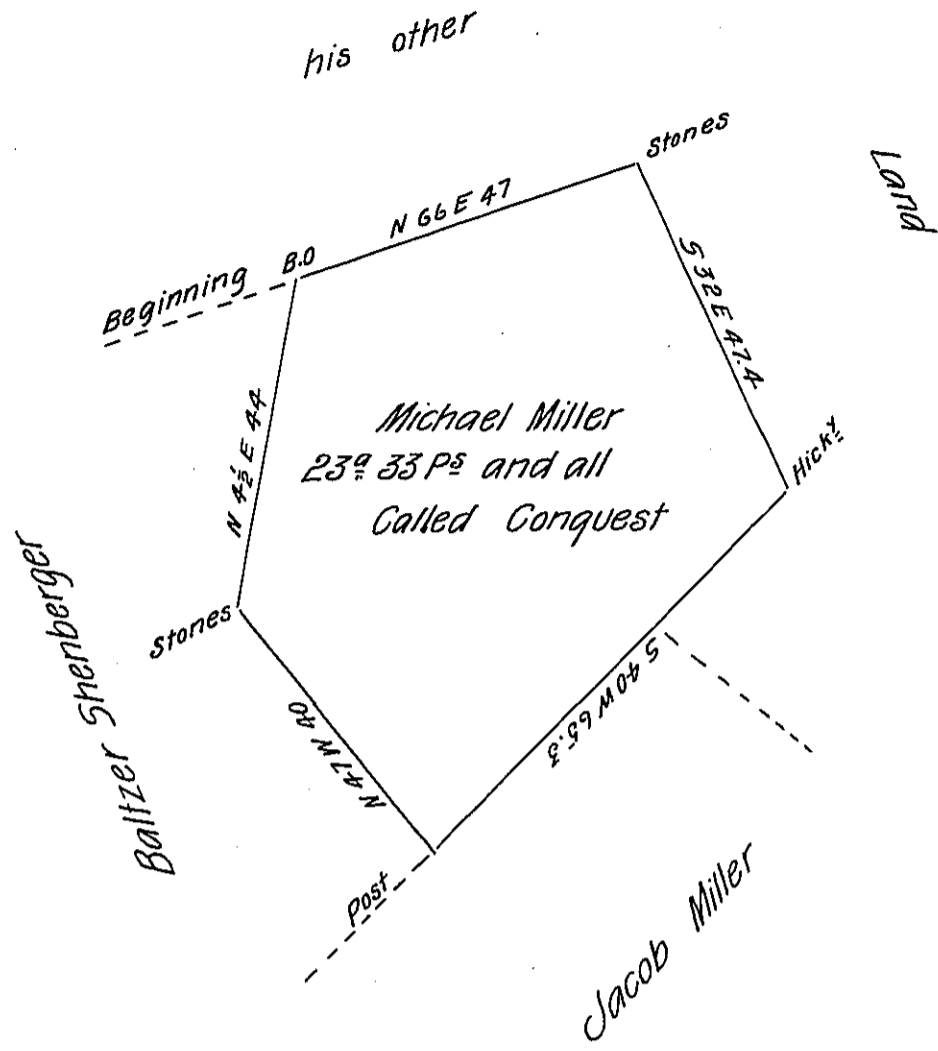 his other
Land
Stones
N 66 E 47
Beginning B.O
S 32 E 47.4
Hicky
Michael Miller
23a 33 Ps and all
Called Conquest
N 4½ E 44
Stones
Baltzer Shenberger
N 47 W 40
S 40 W 65.3
Post
Jacob Miller